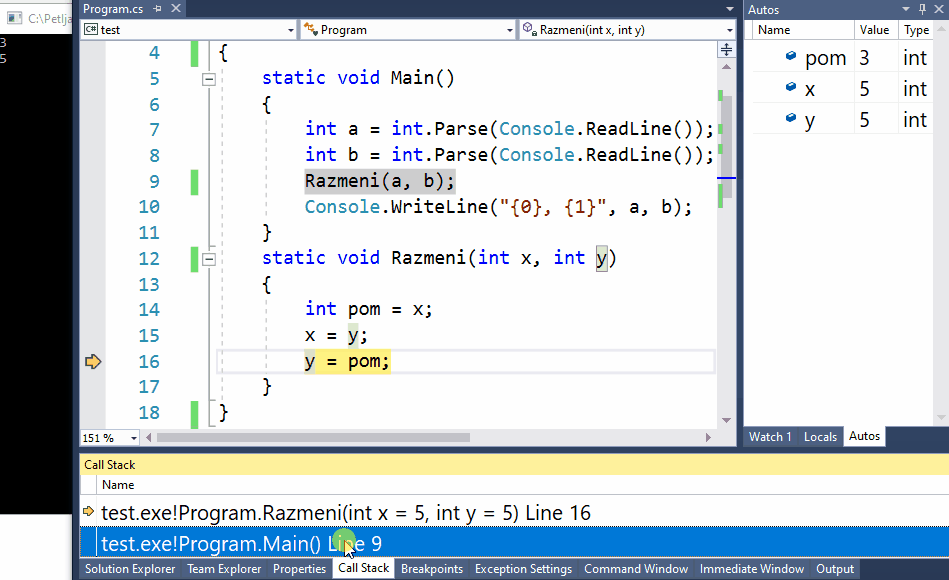 Program.cs
C:\Petlja
3
5
test
Program
Razmeni(int x, int y)
4 {
5 static void Main()
6 {
7 int a = int.Parse(Console.ReadLine());
8 int b = int.Parse(Console.ReadLine());
9 Razmeni(a, b);
10 Console.WriteLine("{0}, {1}", a, b);
11 }
12 static void Razmeni(int x, int y)
13 {
14 int pom = x;
15 x = y;
16 y = pom;
17 }
18 }
151 %
Autos
Name Value Type
pom 3 int
x 5 int
y 5 int
Watch 1 Locals Autos
Call Stack
Name
test.exe!Program.Razmeni(int x = 5, int y = 5) Line 16
test.exe!Program.Main() Line 9
Solution Explorer Team Explorer Properties Call Stack Breakpoints Exception Settings Command Window Immediate Window Output